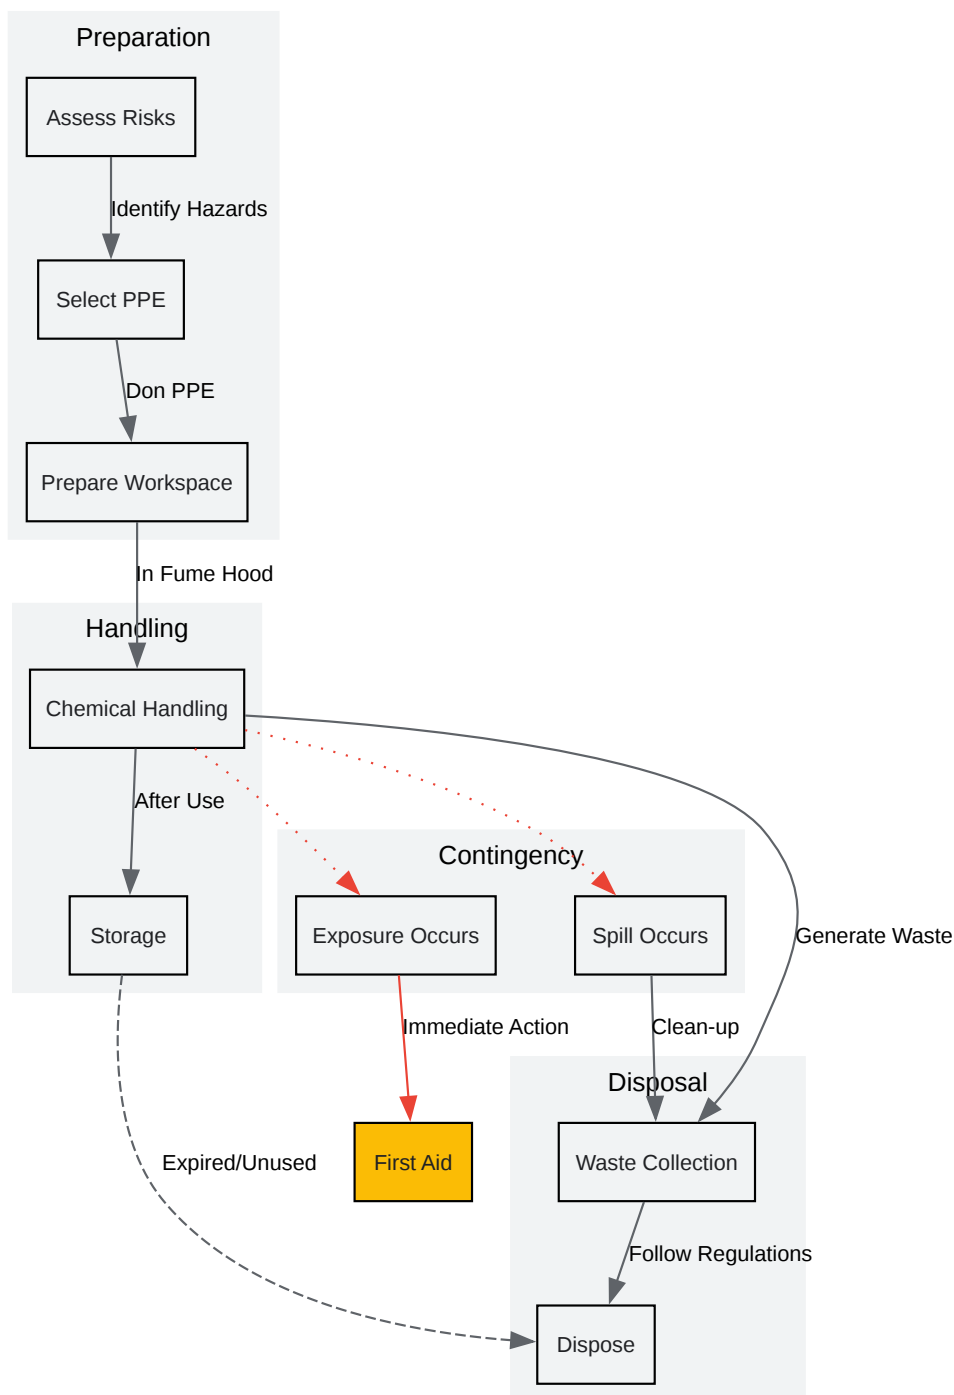 Preparation
Assess Risks
Identify Hazards
Select PPE
Don PPE
Prepare Workspace
In Fume Hood
Handling
Chemical Handling
After Use
Contingency
Storage
Exposure Occurs
Spill Occurs
Generate Waste
Immediate Action
Clean-up
Disposal
Expired/Unused
First Aid
Waste Collection
Follow Regulations
Dispose